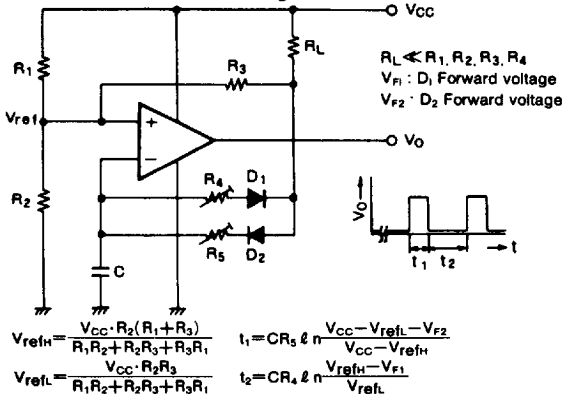 VCC
RL
R1
R3
RL≪R1, R2, R3, R4
VF1 : D1 Forward voltage
VF2 : D2 Forward voltage
Vref
+
−
VO
R2
R4
D1
R5
D2
C
VO
t1
t2
t
VrefH=VCC·R2(R1+R3)/R1R2+R2R3+R3R1
t1=CR5 ℓn VCC−VrefL−VF2/VCC−VrefH
VrefL=VCC·R2R3/R1R2+R2R3+R3R1
t2=CR4 ℓn VrefH−VF1/VrefL